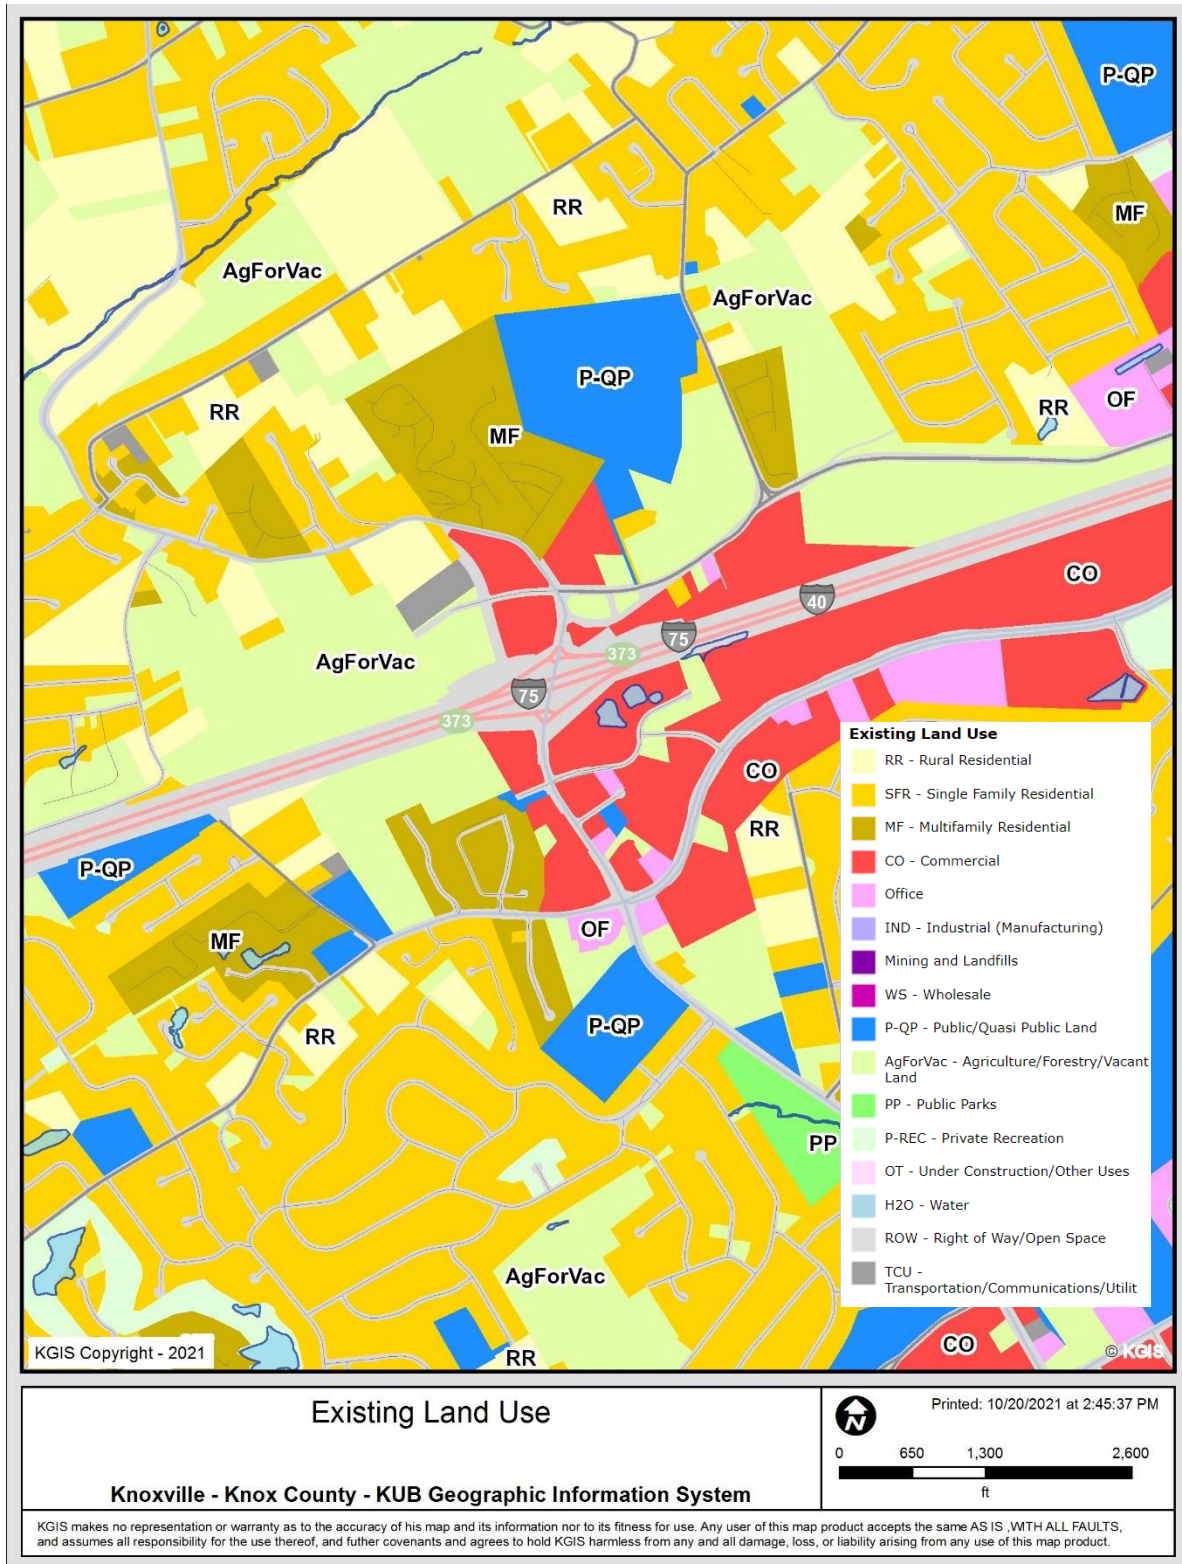 P-QP
MF
RR
AgForVac
AgForVac
P-QP
RR
RR
OF
MF
CO
40
75
373
AgForVac
75
373
CO
RR
P-QP
OF
MF
P-QP
RR
PP
AgForVac
RR
CO
Existing Land Use
RR - Rural Residential
SFR - Single Family Residential
MF - Multifamily Residential
CO - Commercial
Office
IND - Industrial (Manufacturing)
Mining and Landfills
WS - Wholesale
P-QP - Public/Quasi Public Land
AgForVac - Agriculture/Forestry/Vacant
Land
PP - Public Parks
P-REC - Private Recreation
OT - Under Construction/Other Uses
H2O - Water
ROW - Right of Way/Open Space
TCU -
Transportation/Communications/Utilit
KGIS Copyright - 2021
© KGIS
Existing Land Use
Knoxville - Knox County - KUB Geographic Information System
N
Printed: 10/20/2021 at 2:45:37 PM
0 650 1,300 2,600
ft
KGIS makes no representation or warranty as to the accuracy of his map and its information nor to its fitness for use. Any user of this map product accepts the same AS IS ,WITH ALL FAULTS,
and assumes all responsibility for the use thereof, and futher covenants and agrees to hold KGIS harmless from any and all damage, loss, or liability arising from any use of this map product.